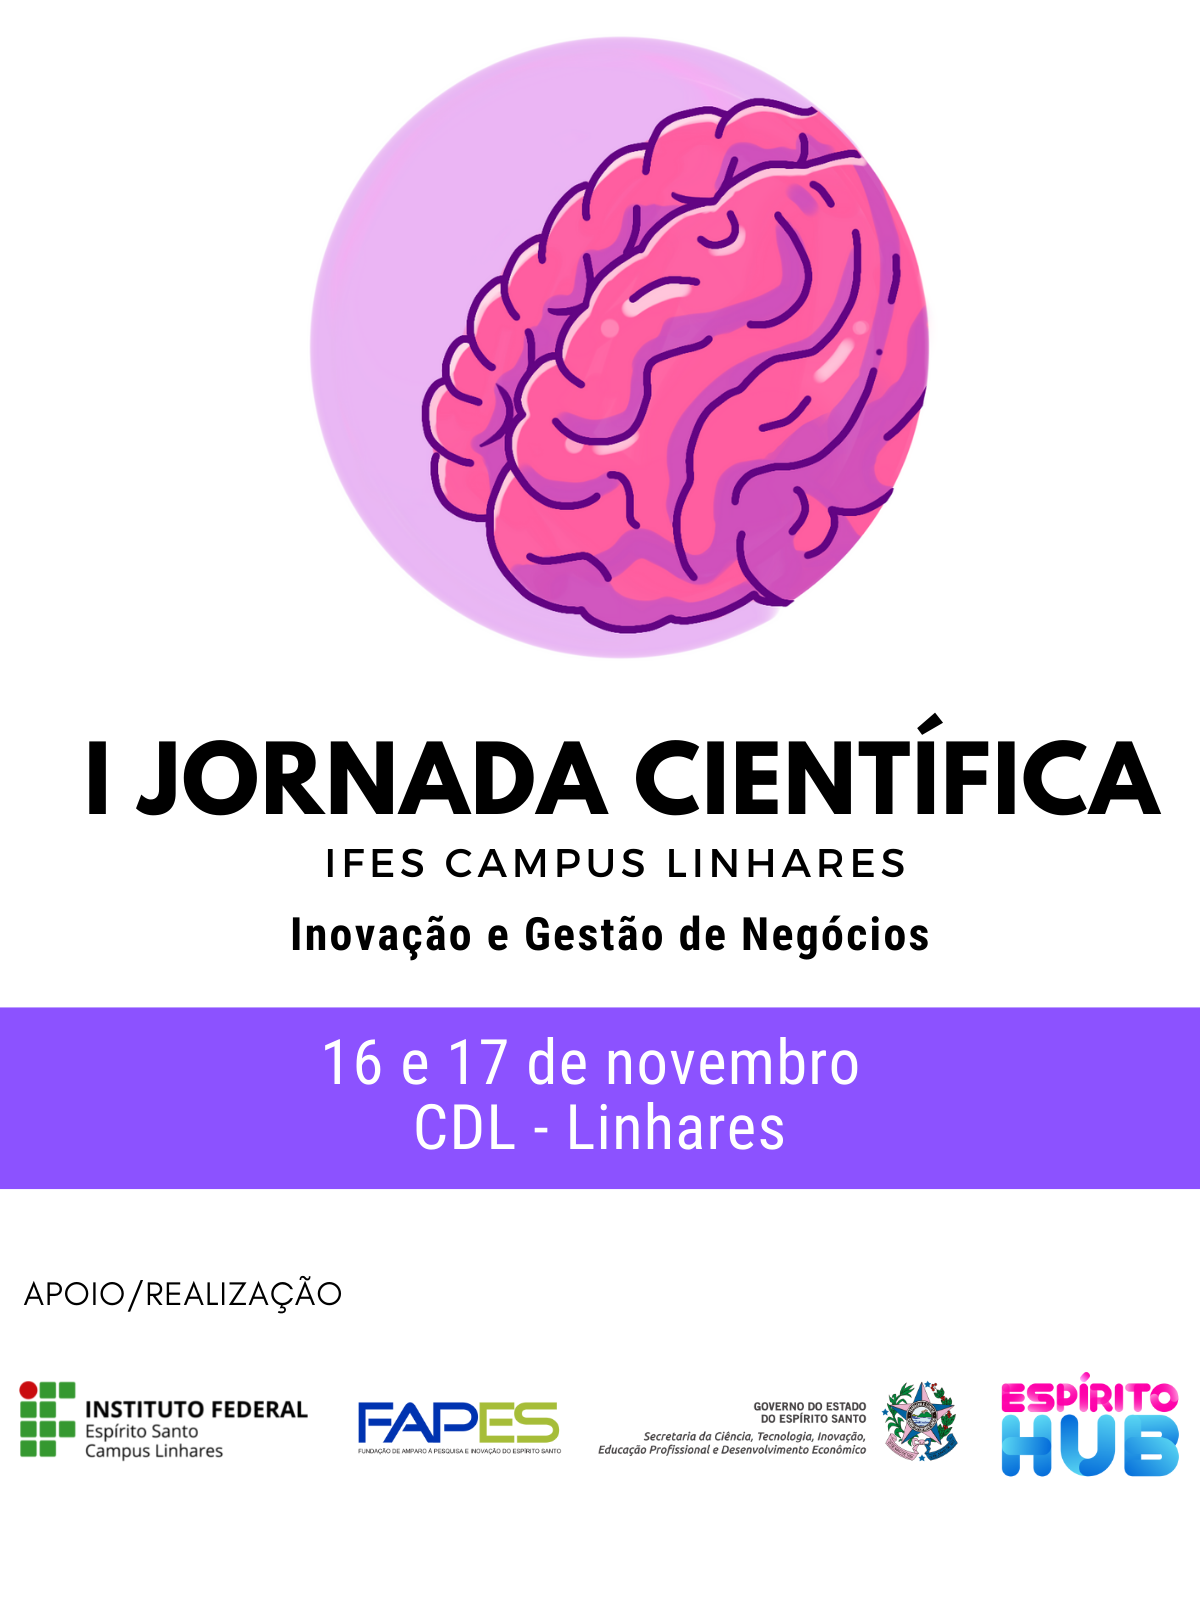 I JORNADA CIENTÍFICA
IFES CAMPUS LINHARES
Inovação e Gestão de Negócios
16 e 17 de novembro
CDL - Linhares
APOIO/REALIZAÇÃO
INSTITUTO FEDERAL
Espírito Santo
Campus Linhares
FAPES
FUNDAÇÃO DE AMPARO À PESQUISA E INOVAÇÃO DO ESPÍRITO SANTO
GOVERNO DO ESTADO
DO ESPÍRITO SANTO
Secretaria da Ciência, Tecnologia, Inovação,
Educação Profissional e Desenvolvimento Econômico
ESPÍRITO
HUB